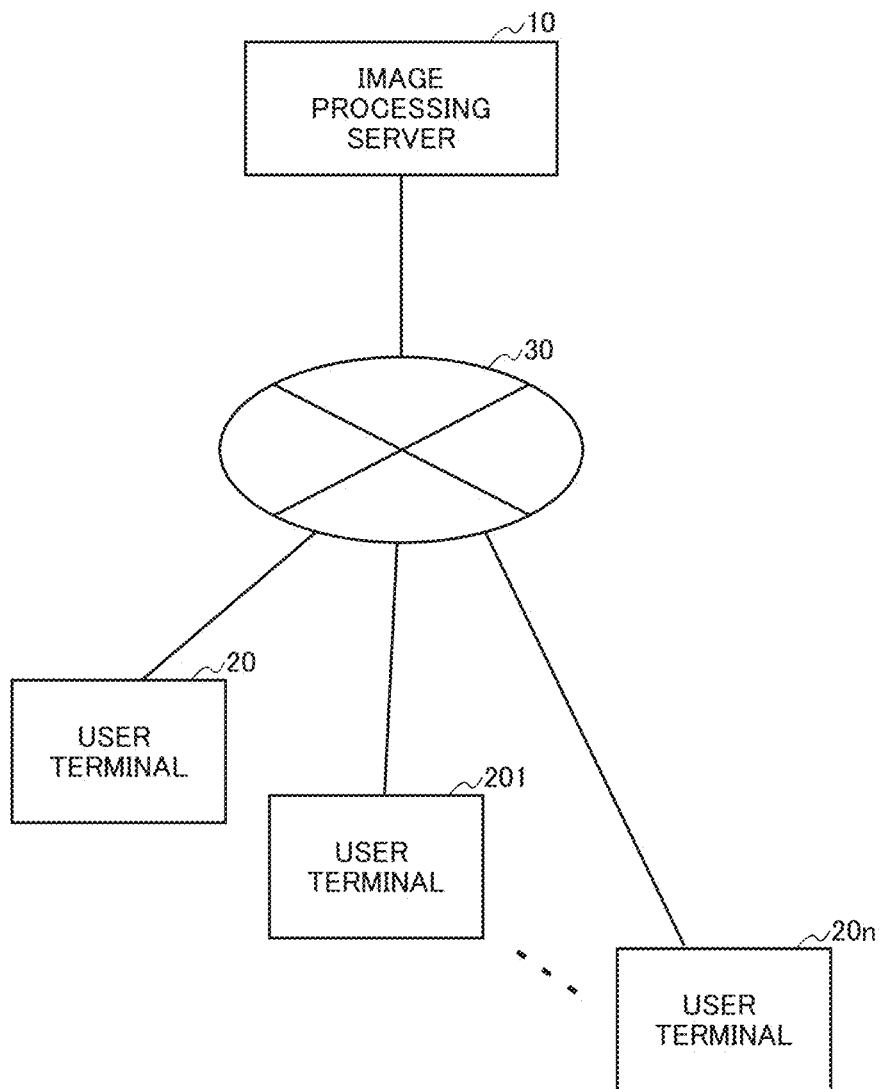 10
IMAGE
PROCESSING
SERVER
30
20
USER
TERMINAL
201
USER
TERMINAL
20n
USER
TERMINAL